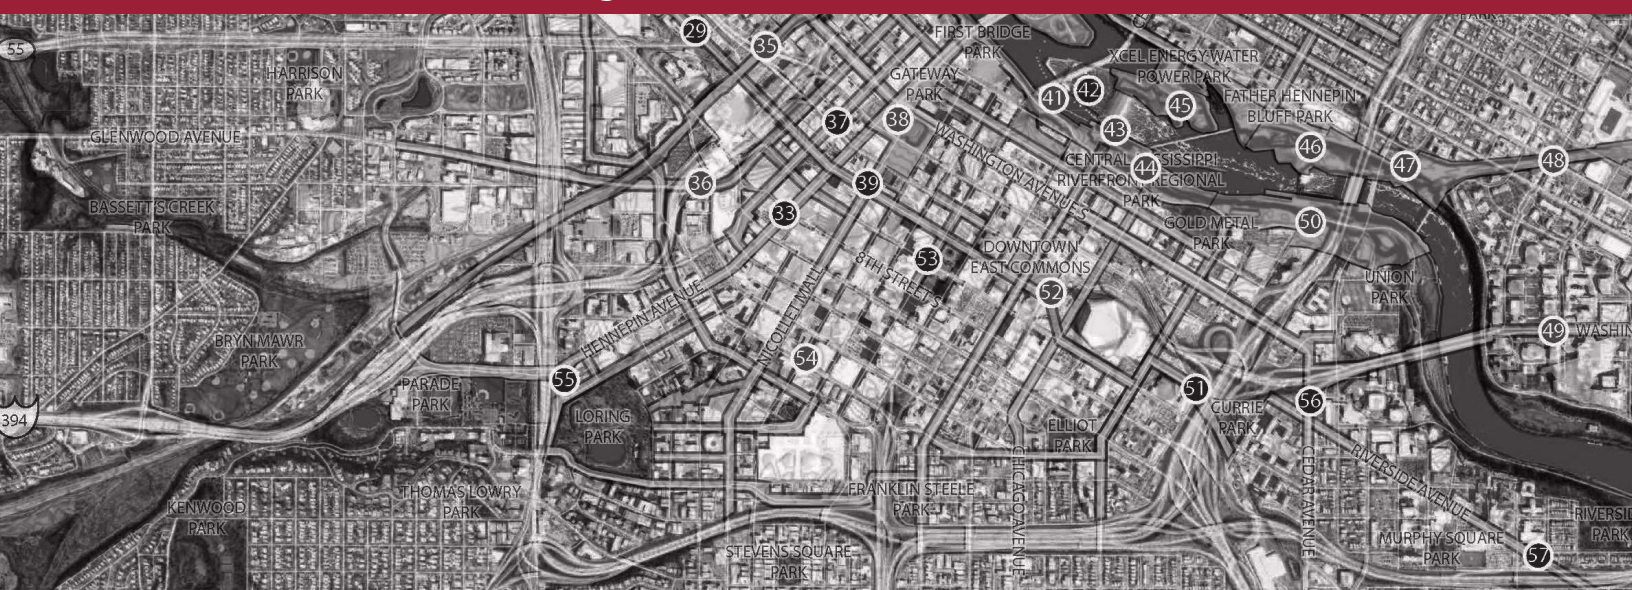 29
35
FIRST BRIDGE
PARK
55
HARRISON
PARK
GATEWAY
PARK
XCEL ENERGY WATER
POWER PARK
41
42
45
FATHER HENNEPIN
BLUFF PARK
GLENWOOD AVENUE
37
38
WASHINGTON AVENUE S
43
46
44
CENTRAL MISSISSIPPI
RIVERFRONT REGIONAL
PARK
47
48
36
39
BASSETT'S CREEK
PARK
33
GOLD METAL
PARK
50
DOWNTOWN
EAST COMMONS
53
8TH STREET S
52
UNION
PARK
HENNEPIN AVENUE
NICOLLET MALL
BRYN MAWR
PARK
54
49
WASHIN
55
PARADE
PARK
51
56
394
LORING
PARK
CURRIE
PARK
ELLIOT
PARK
CHICAGO AVENUE
CEDAR AVENUE
RIVERSIDE AVENUE
THOMAS LOWRY
PARK
FRANKLIN STEELE
PARK
KENWOOD
PARK
RIVERSID
PARK
STEVENS SQUARE
PARK
MURPHY SQUARE
PARK
57